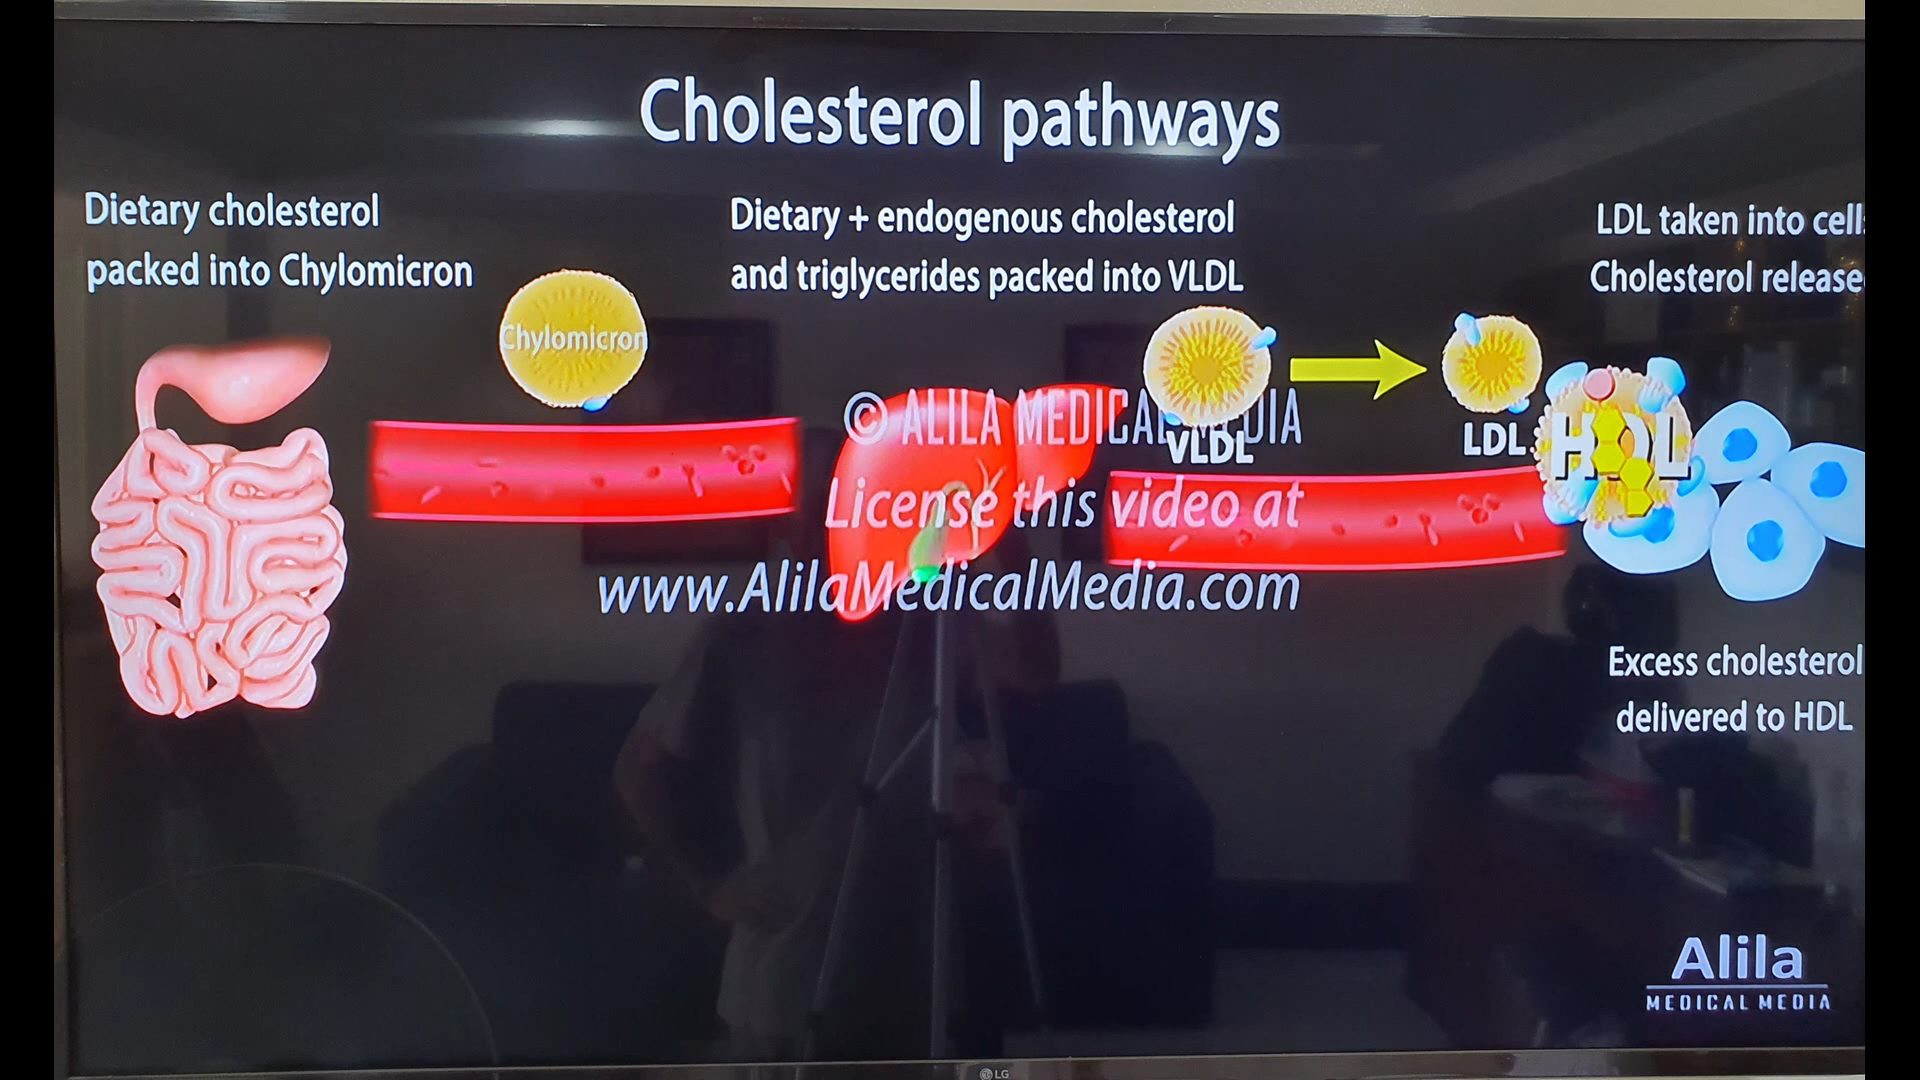 Cholesterol pathways
Dietary cholesterol
packed into Chylomicron
Chylomicron
Dietary + endogenous cholesterol
and triglycerides packed into VLDL
VLDL
LDL
HDL
LDL taken into cell
Cholesterol release
Excess cholesterol
delivered to HDL
© ALILA MEDICAL MEDIA
License this video at
www.AlilaMedicalMedia.com
Alila
MEDICAL MEDIA
LG